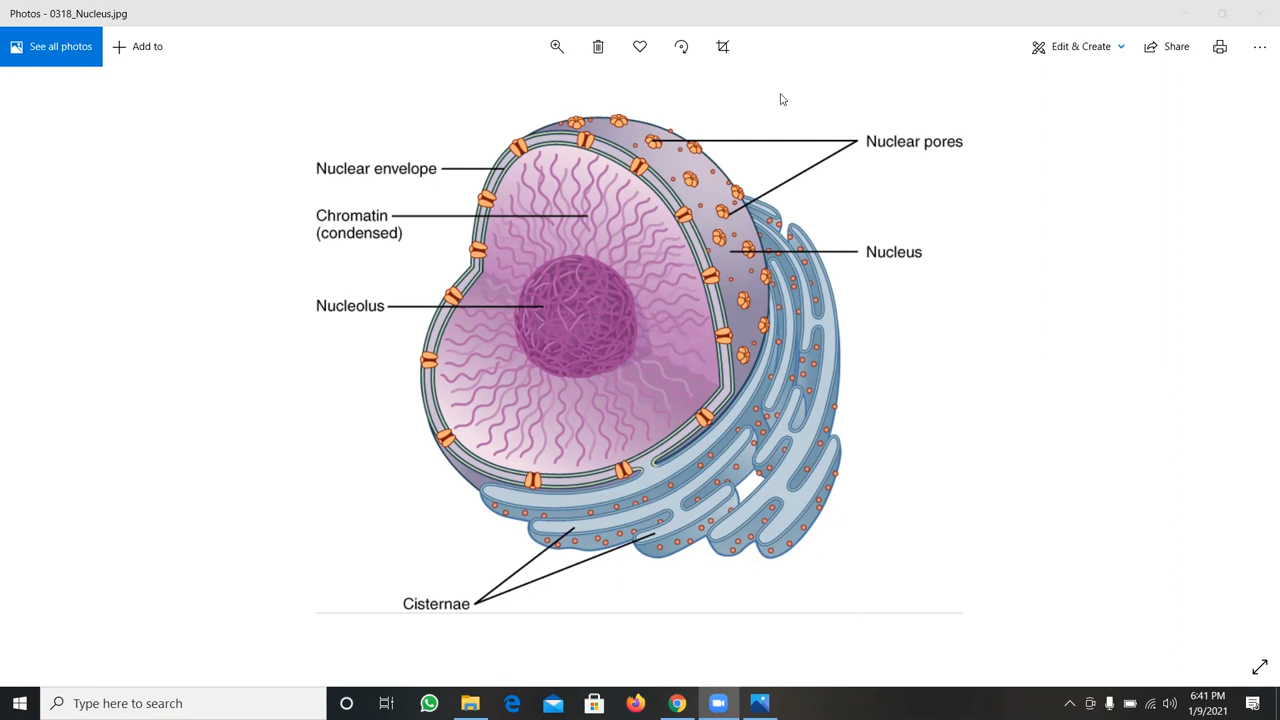 Photos - 0318_Nucleus.jpg
See all photos
Add to
Edit & Create
Share
Nuclear pores
Nuclear envelope
Chromatin
(condensed)
Nucleus
Nucleolus
Cisternae
Type here to search
6:41 PM
1/9/2021